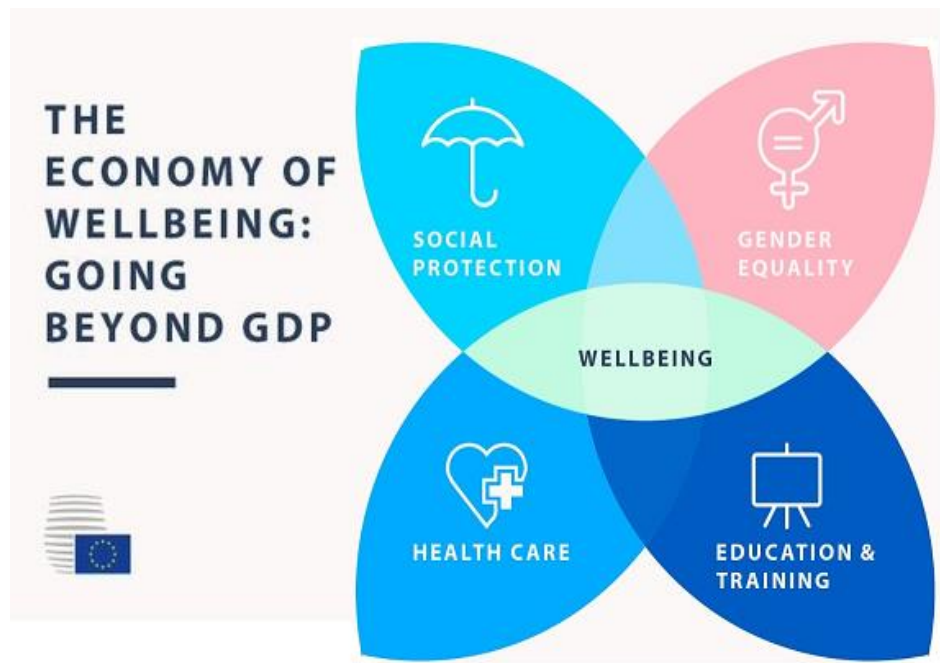 THE
ECONOMY OF
WELLBEING:
GOING
BEYOND GDP
SOCIAL
PROTECTION
GENDER
EQUALITY
WELLBEING
HEALTH CARE
EDUCATION &
TRAINING